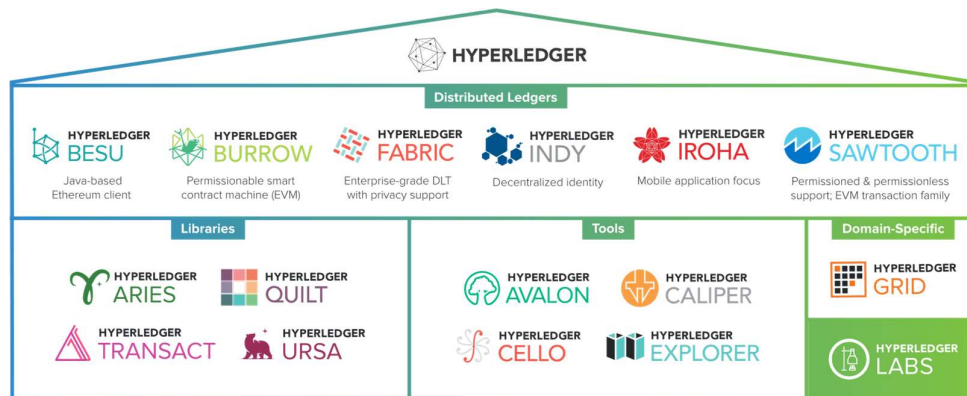 HYPERLEDGER
Distributed Ledgers
HYPERLEDGER
BESU
Java-based
Ethereum client
HYPERLEDGER
BURROW
Permissionable smart
contract machine (EVM)
HYPERLEDGER
FABRIC
Enterprise-grade DLT
with privacy support
HYPERLEDGER
INDY
Decentralized identity
HYPERLEDGER
IROHA
Mobile application focus
HYPERLEDGER
SAWTOOTH
Permissioned & permissionless
support; EVM transaction family
Libraries
HYPERLEDGER
ARIES
HYPERLEDGER
QUILT
HYPERLEDGER
TRANSACT
HYPERLEDGER
URSA
Tools
HYPERLEDGER
AVALON
HYPERLEDGER
CALIPER
HYPERLEDGER
CELLO
HYPERLEDGER
EXPLORER
Domain-Specific
HYPERLEDGER
GRID
HYPERLEDGER
LABS